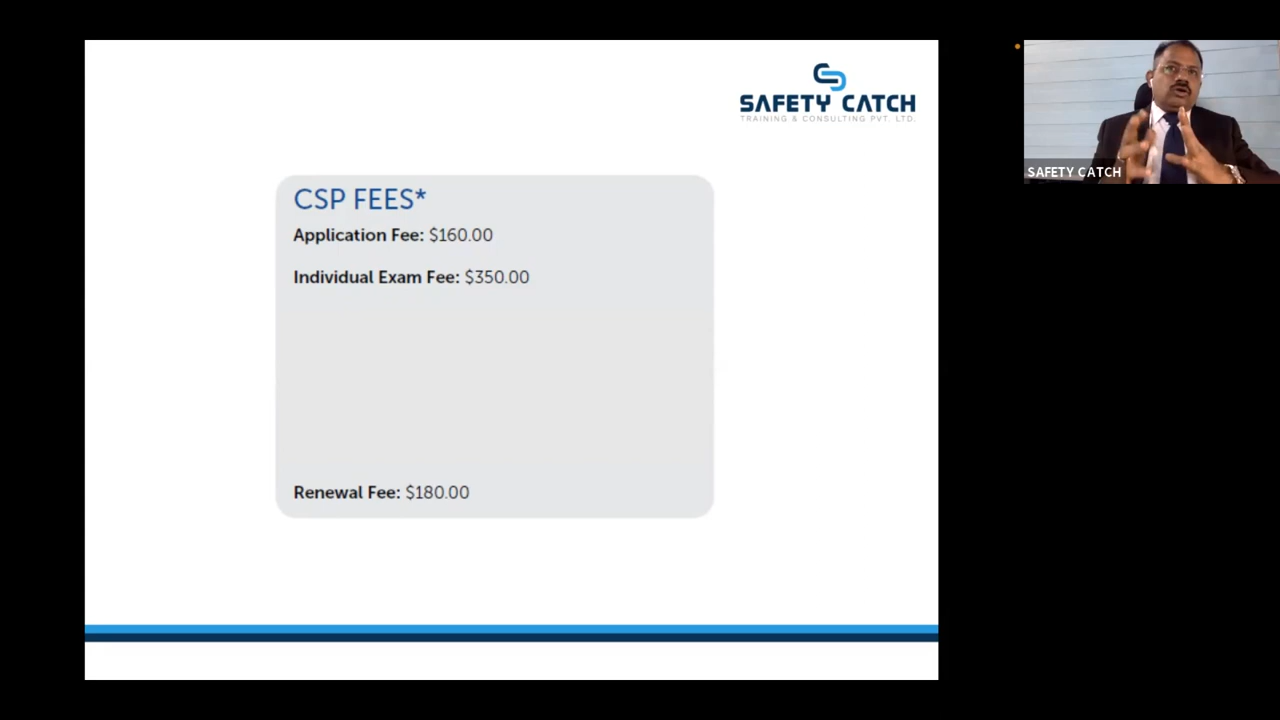 SAFETY CATCH
TRAINING & CONSULTING PVT. LTD.
CSP FEES*
Application Fee: $160.00
Individual Exam Fee: $350.00
Renewal Fee: $180.00
SAFETY CATCH